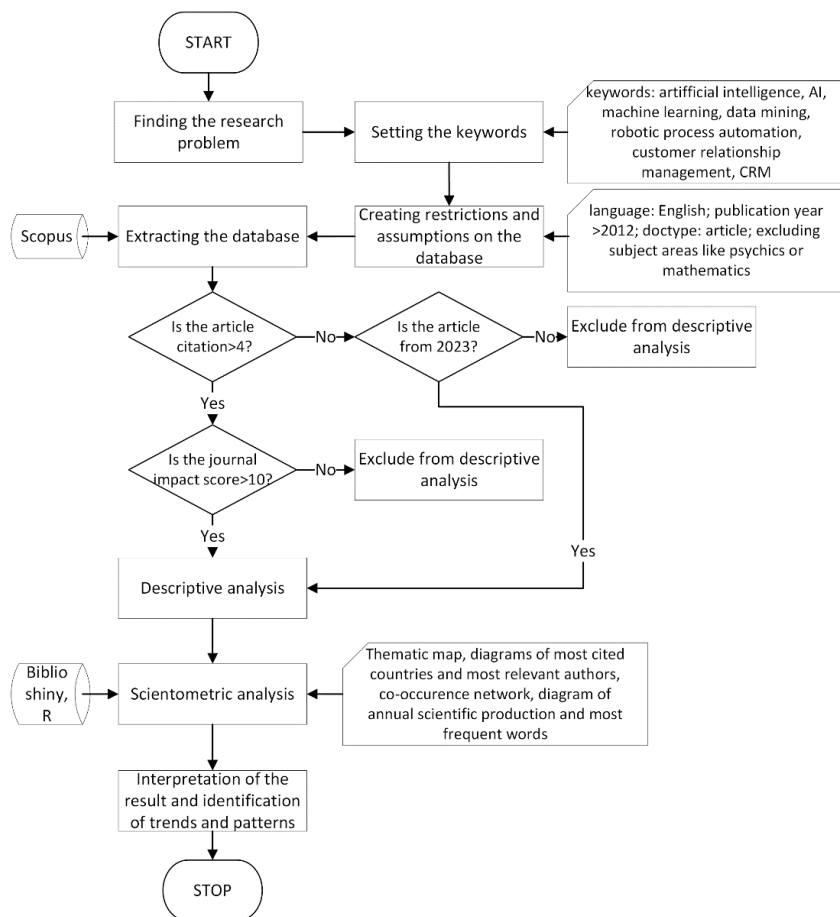 START
Finding the research
problem
Setting the keywords
keywords: artifficial intelligence, AI,
machine learning, data mining,
robotic process automation,
customer relationship
management, CRM
Scopus
Extracting the database
Creating restrictions and
assumptions on the
database
language: English; publication year
>2012; doctype: article; excluding
subject areas like psychics or
mathematics
Is the article
citation>4?
No
Is the article
from 2023?
No
Exclude from descriptive
analysis
Yes
Is the journal
impact score>10?
No
Exclude from descriptive
analysis
Yes
Yes
Descriptive analysis
Biblio
shiny,
R
Scientometric analysis
Thematic map, diagrams of most cited
countries and most relevant authors,
co-occurence network, diagram of
annual scientific production and most
frequent words
Interpretation of the
result and identification
of trends and patterns
STOP